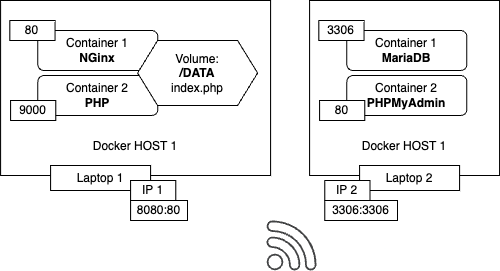 80
Container 1
NGinx
Container 2
PHP
9000
Volume:
/DATA
index.php
Docker HOST 1
Laptop 1
IP 1
8080:80
3306
Container 1
MariaDB
Container 2
PHPMyAdmin
80
Docker HOST 1
Laptop 2
IP 2
3306:3306